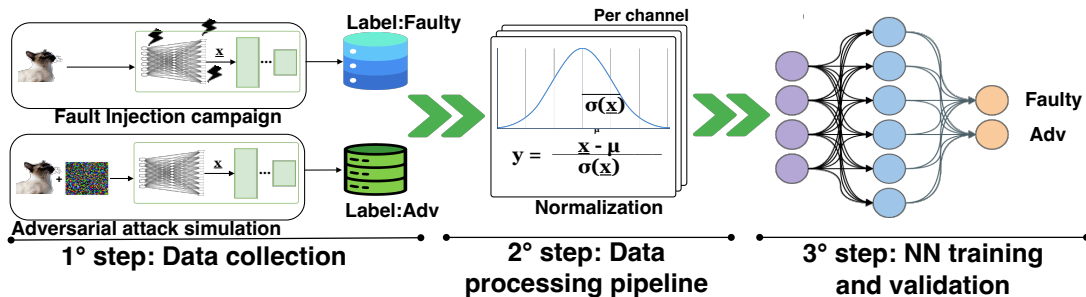 Label:Faulty
x
Fault Injection campaign
+
x
Label:Adv
Adversarial attack simulation
1° step: Data collection
Per channel
σ(x)
μ
y = x - μ
σ(x)
Normalization
2° step: Data
processing pipeline
Faulty
Adv
3° step: NN training
and validation